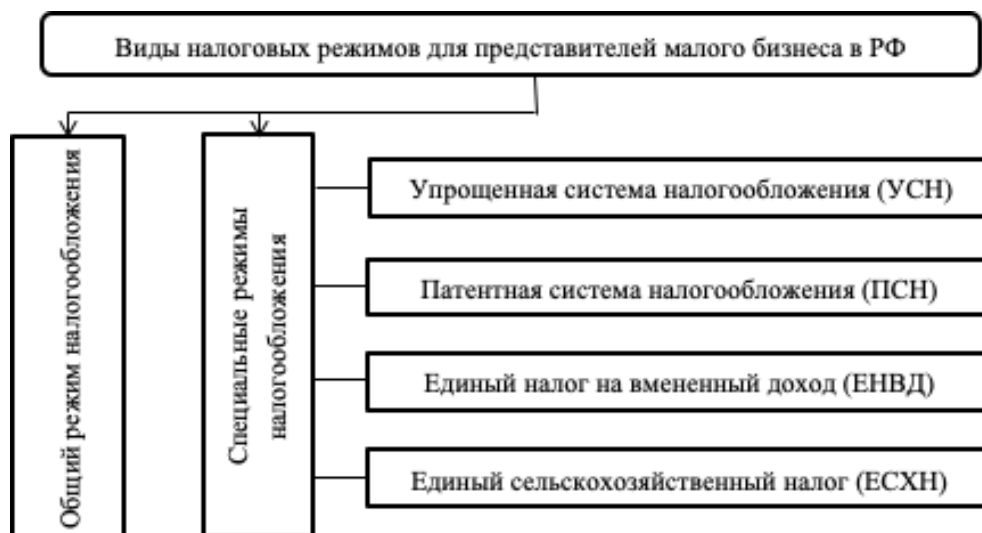 Виды налоговых режимов для представителей малого бизнеса в РФ
Общий режим налогообложения
Специальные режимы
налогообложения
Упрощенная система налогообложения (УСН)
Патентная система налогообложения (ПСН)
Единый налог на вмененный доход (ЕНВД)
Единый сельскохозяйственный налог (ЕСХН)